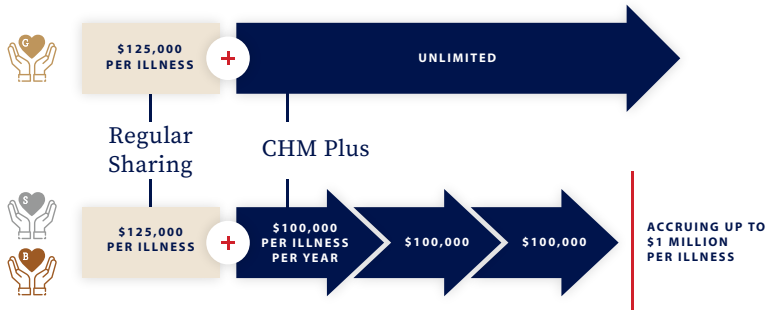 G
$125,000
PER ILLNESS
+
UNLIMITED
Regular
Sharing
CHM Plus
S
B
$125,000
PER ILLNESS
+
$100,000
PER ILLNESS
PER YEAR
$100,000
$100,000
ACCRUING UP TO
$1 MILLION
PER ILLNESS